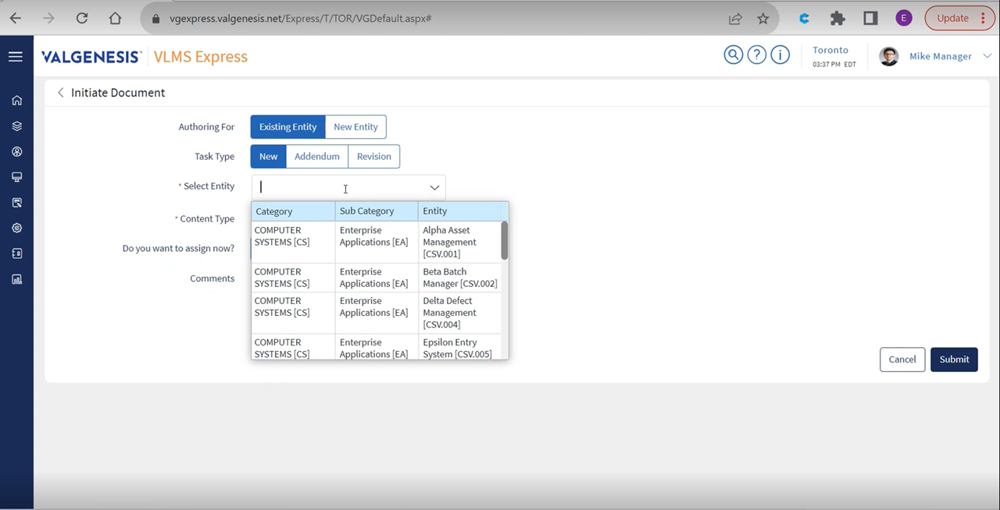 vgexpress.valgenesis.net/Express/T/TOR/VGDefault.aspx#
E
Update
VALGENESIS™ VLMS Express
?
i
Toronto
03:37 PM EDT
Mike Manager
Initiate Document
Authoring For
Existing Entity
New Entity
Task Type
New
Addendum
Revision
* Select Entity
* Content Type
Do you want to assign now?
Comments
Category
Sub Category
Entity
COMPUTER
SYSTEMS [CS]
Enterprise
Applications [EA]
Alpha Asset
Management
[CSV.001]
COMPUTER
SYSTEMS [CS]
Enterprise
Applications [EA]
Beta Batch
Manager [CSV.002]
COMPUTER
SYSTEMS [CS]
Enterprise
Applications [EA]
Delta Defect
Management
[CSV.004]
COMPUTER
SYSTEMS [CS]
Enterprise
Applications [EA]
Epsilon Entry
System [CSV.005]
Cancel
Submit